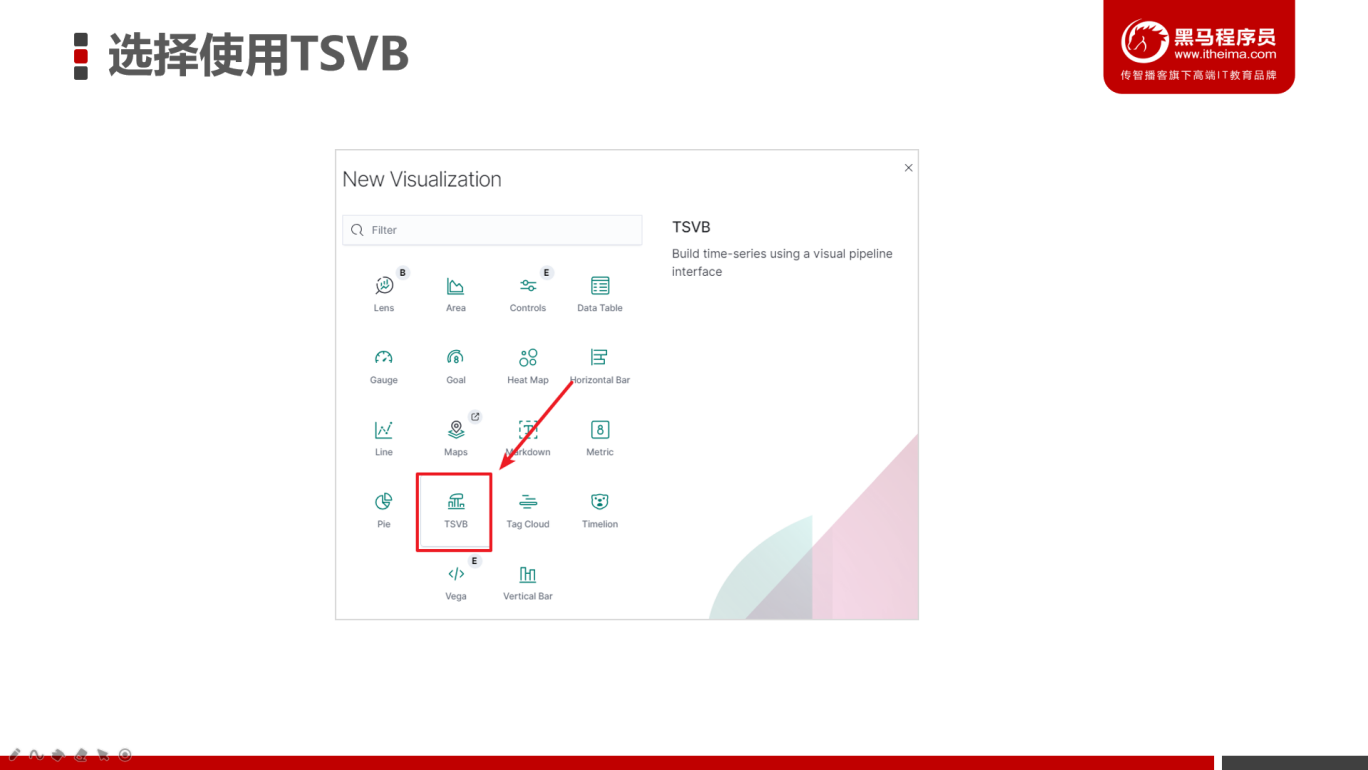 选择使用TSVB
黑马程序员
www.itheima.com
传智播客旗下高端IT教育品牌
New Visualization
Filter
TSVB
Build time-series using a visual pipeline
interface
B
E
Lens
Area
Controls
Data Table
8
Gauge
Goal
Heat Map
Horizontal Bar
T
8
Line
Maps
Markdown
Metric
Pie
TSVB
Tag Cloud
Timelion
E
</>
Vega
Vertical Bar